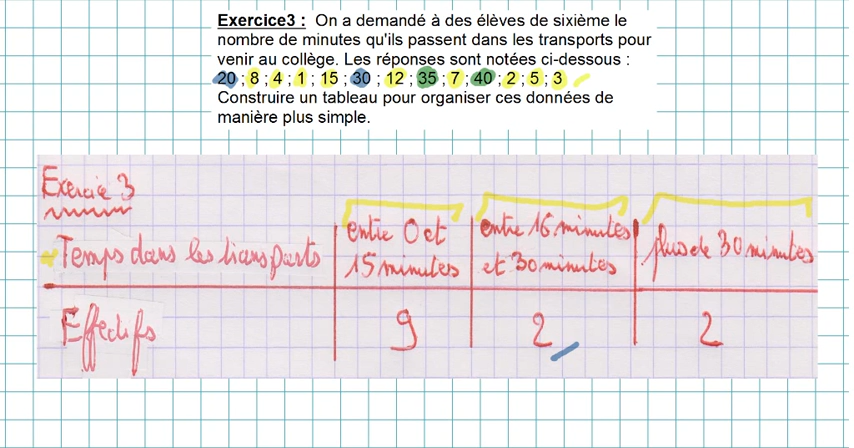 Exercice3 : On a demandé à des élèves de sixième le
nombre de minutes qu'ils passent dans les transports pour
venir au collège. Les réponses sont notées ci-dessous :
20 ; 8 ; 4 ; 1 ; 15 ; 30 ; 12 ; 35 ; 7 ; 40 ; 2 ; 5 ; 3
Construire un tableau pour organiser ces données de
manière plus simple.
Exercice 3
Temps dans les transports
entre 0 et
15 minutes
entre 16 minutes
et 30 minutes
plus de 30 minutes
Effectifs
9
2
2